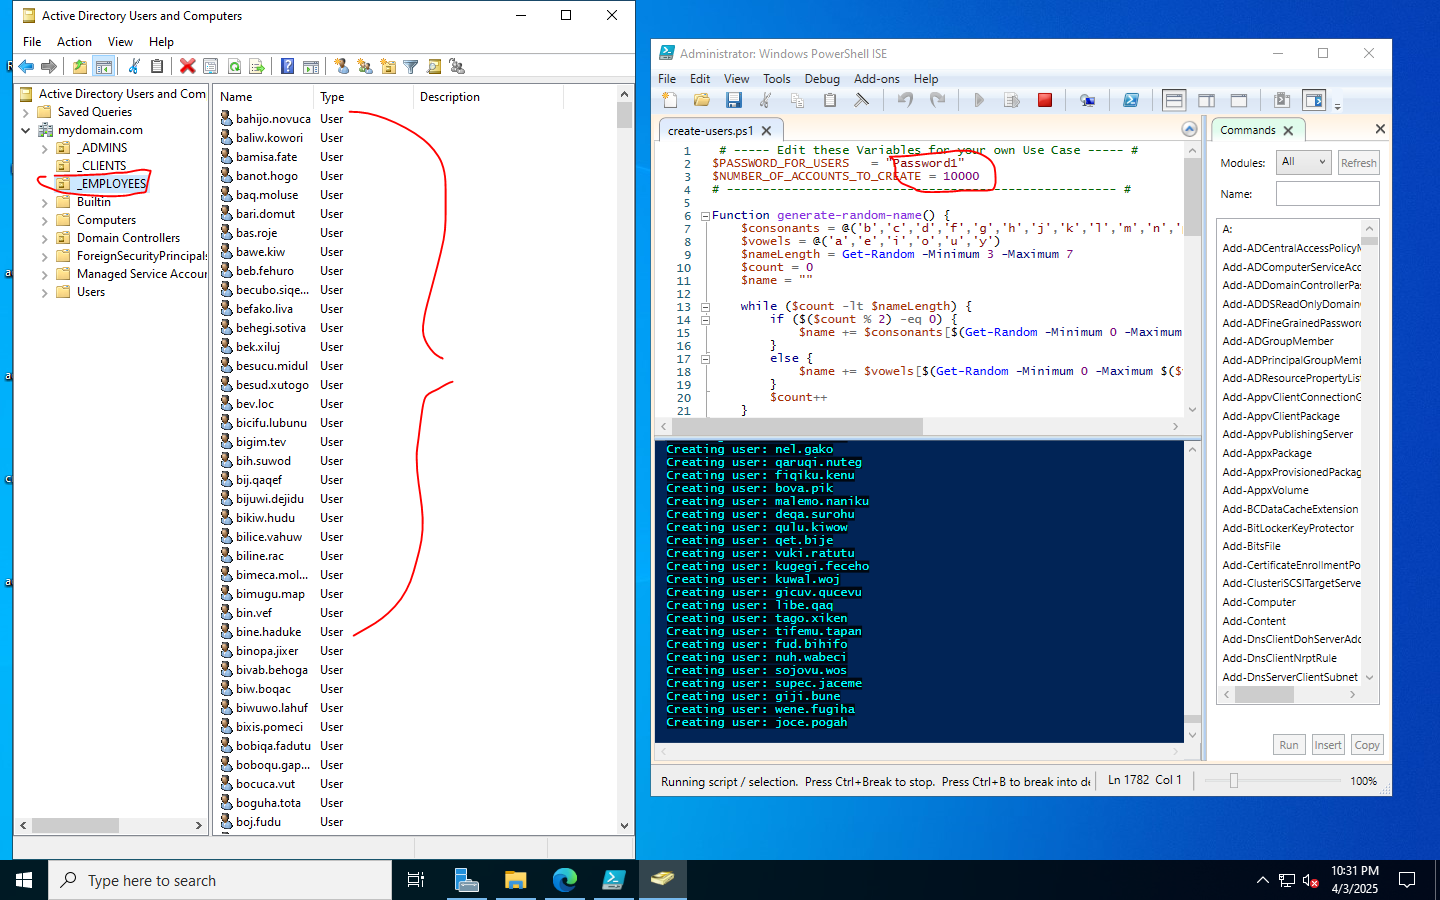 Active Directory Users and Computers
File Action View Help
Active Directory Users and Com
Saved Queries
mydomain.com
_ADMINS
_CLIENTS
_EMPLOYEES
Builtin
Computers
Domain Controllers
ForeignSecurityPrincipals
Managed Service Accour
Users
Name Type Description
bahijo.novuca User
baliw.kowori User
bamisa.fate User
banot.hogo User
baq.moluse User
bari.domut User
bas.roje User
bawe.kiw User
beb.fehuro User
becubo.siqe... User
befako.liva User
behegi.sotiva User
bek.xiluj User
besucu.midul User
besud.xutogo User
bev.loc User
bicifu.lubunu User
bigim.tev User
bih.suwod User
bij.qaqef User
bijuwi.dejidu User
bikiw.hudu User
bilice.vahuw User
biline.rac User
bimeca.mol... User
bimugu.map User
bin.vef User
bine.haduke User
binopa.jixer User
bivab.behoga User
biw.boqac User
biwuwo.lahuf User
bixis.pomeci User
bobiqa.fadutu User
boboqu.gap... User
bocuca.vut User
boguha.tota User
boj.fudu User
Administrator: Windows PowerShell ISE
File Edit View Tools Debug Add-ons Help
create-users.ps1
1 # ----- Edit these Variables for your own Use Case ----- #
2 $PASSWORD_FOR_USERS = "Password1"
3 $NUMBER_OF_ACCOUNTS_TO_CREATE = 10000
4 # ------------------------------------------------------ #
5
6 Function generate-random-name() {
7 $consonants = @('b','c','d','f','g','h','j','k','l','m','n','
8 $vowels = @('a','e','i','o','u','y')
9 $nameLength = Get-Random -Minimum 3 -Maximum 7
10 $count = 0
11 $name = ""
12
13 while ($count -lt $nameLength) {
14 if ($($count % 2) -eq 0) {
15 $name += $consonants[$(Get-Random -Minimum 0 -Maximum
16 }
17 else {
18 $name += $vowels[$(Get-Random -Minimum 0 -Maximum $($
19 }
20 $count++
21 }
Creating user: nel.gako
Creating user: qaruqi.nuteg
Creating user: fiqiku.kenu
Creating user: bova.pik
Creating user: malemo.naniku
Creating user: deqa.surohu
Creating user: qulu.kiwow
Creating user: qet.bije
Creating user: vuki.ratutu
Creating user: kugegi.feceho
Creating user: kuwal.woj
Creating user: gicuv.qucevu
Creating user: libe.qaq
Creating user: tago.xiken
Creating user: tifemu.tapan
Creating user: fud.bihifo
Creating user: nuh.wabeci
Creating user: sojovu.wos
Creating user: supec.jaceme
Creating user: giji.bune
Creating user: wene.fugiha
Creating user: joce.pogah
Commands
Modules: All Refresh
Name:
A:
Add-ADCentralAccessPolicyM
Add-ADComputerServiceAcc
Add-ADDomainControllerPas
Add-ADDSReadOnlyDomain
Add-ADFineGrainedPassword
Add-ADGroupMember
Add-ADPrincipalGroupMemb
Add-ADResourcePropertyList
Add-AppvClientConnectionG
Add-AppvClientPackage
Add-AppvPublishingServer
Add-AppxPackage
Add-AppxProvisionedPackag
Add-AppxVolume
Add-BCDataCacheExtension
Add-BitLockerKeyProtector
Add-BitsFile
Add-CertificateEnrollmentPo
Add-ClusteriSCSITargetServe
Add-Computer
Add-Content
Add-DnsClientDohServerAdd
Add-DnsClientNrptRule
Add-DnsServerClientSubnet
Run Insert Copy
Running script / selection. Press Ctrl+Break to stop. Press Ctrl+B to break into de Ln 1782 Col 1 100%
Type here to search
10:31 PM
4/3/2025